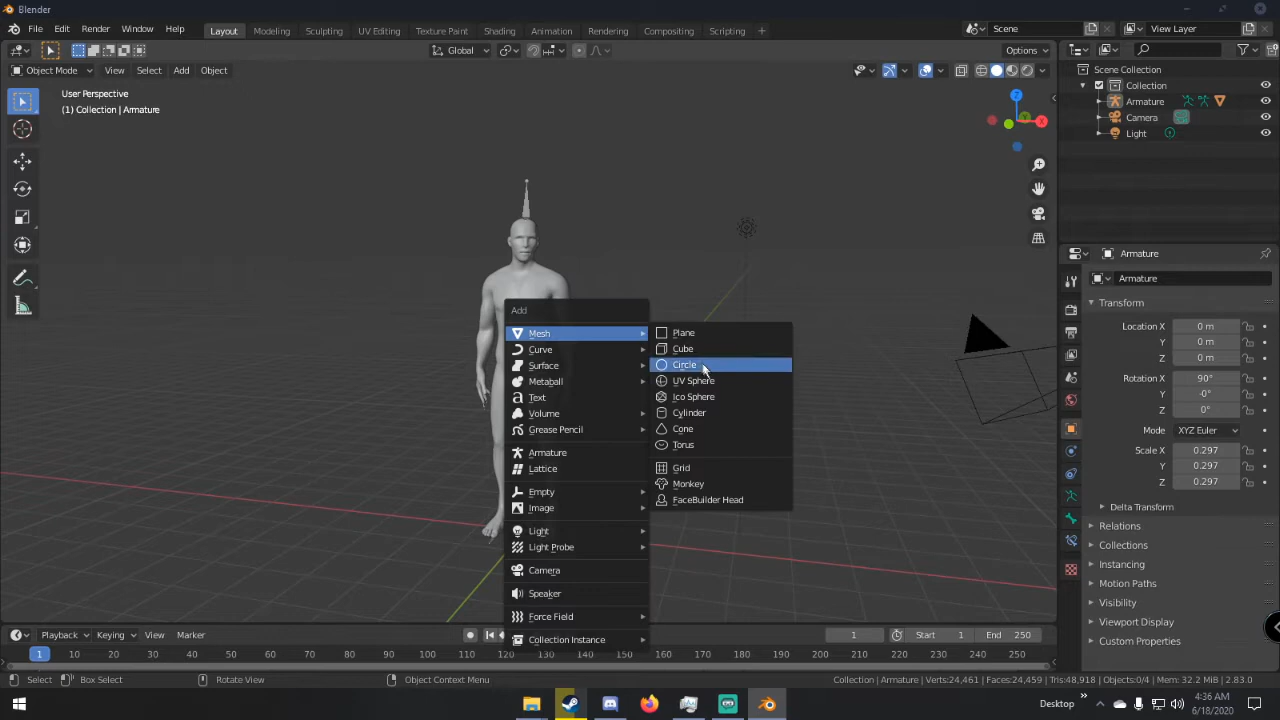 Blender
File Edit Render Window Help Layout Modeling Sculpting UV Editing Texture Paint Shading Animation Rendering Compositing Scripting + Scene View Layer
Global Options
Object Mode View Select Add Object Scene Collection
User Perspective Collection
(1) Collection | Armature Armature
Z
Y X Camera
Light
Armature
Armature
Add Transform
Mesh Plane Location X 0 m
Curve Cube Y 0 m
Surface Circle Z 0 m
Metaball UV Sphere Rotation X 90°
Text Ico Sphere Y -0°
Volume Cylinder Z 0°
Grease Pencil Cone Mode XYZ Euler
Armature Torus Scale X 0.297
Lattice Grid Y 0.297
Empty Monkey Z 0.297
Image FaceBuilder Head Delta Transform
Light Relations
Light Probe Collections
Camera Instancing
Speaker Motion Paths
Force Field Visibility
Collection Instance Viewport Display
Custom Properties
Playback Keying View Marker 1 Start 1 End 250
1 10 20 30 40 50 60 70 80 90 100 110 120 130 140 150 160 170 180 190 200 210 220 230 240 250
Select Box Select Rotate View Object Context Menu Collection | Armature | Verts:24,461 | Faces:24,459 | Tris:48,918 | Objects:0/4 | Mem: 32.2 MiB | 2.83.0
Desktop 4:36 AM
6/18/2020